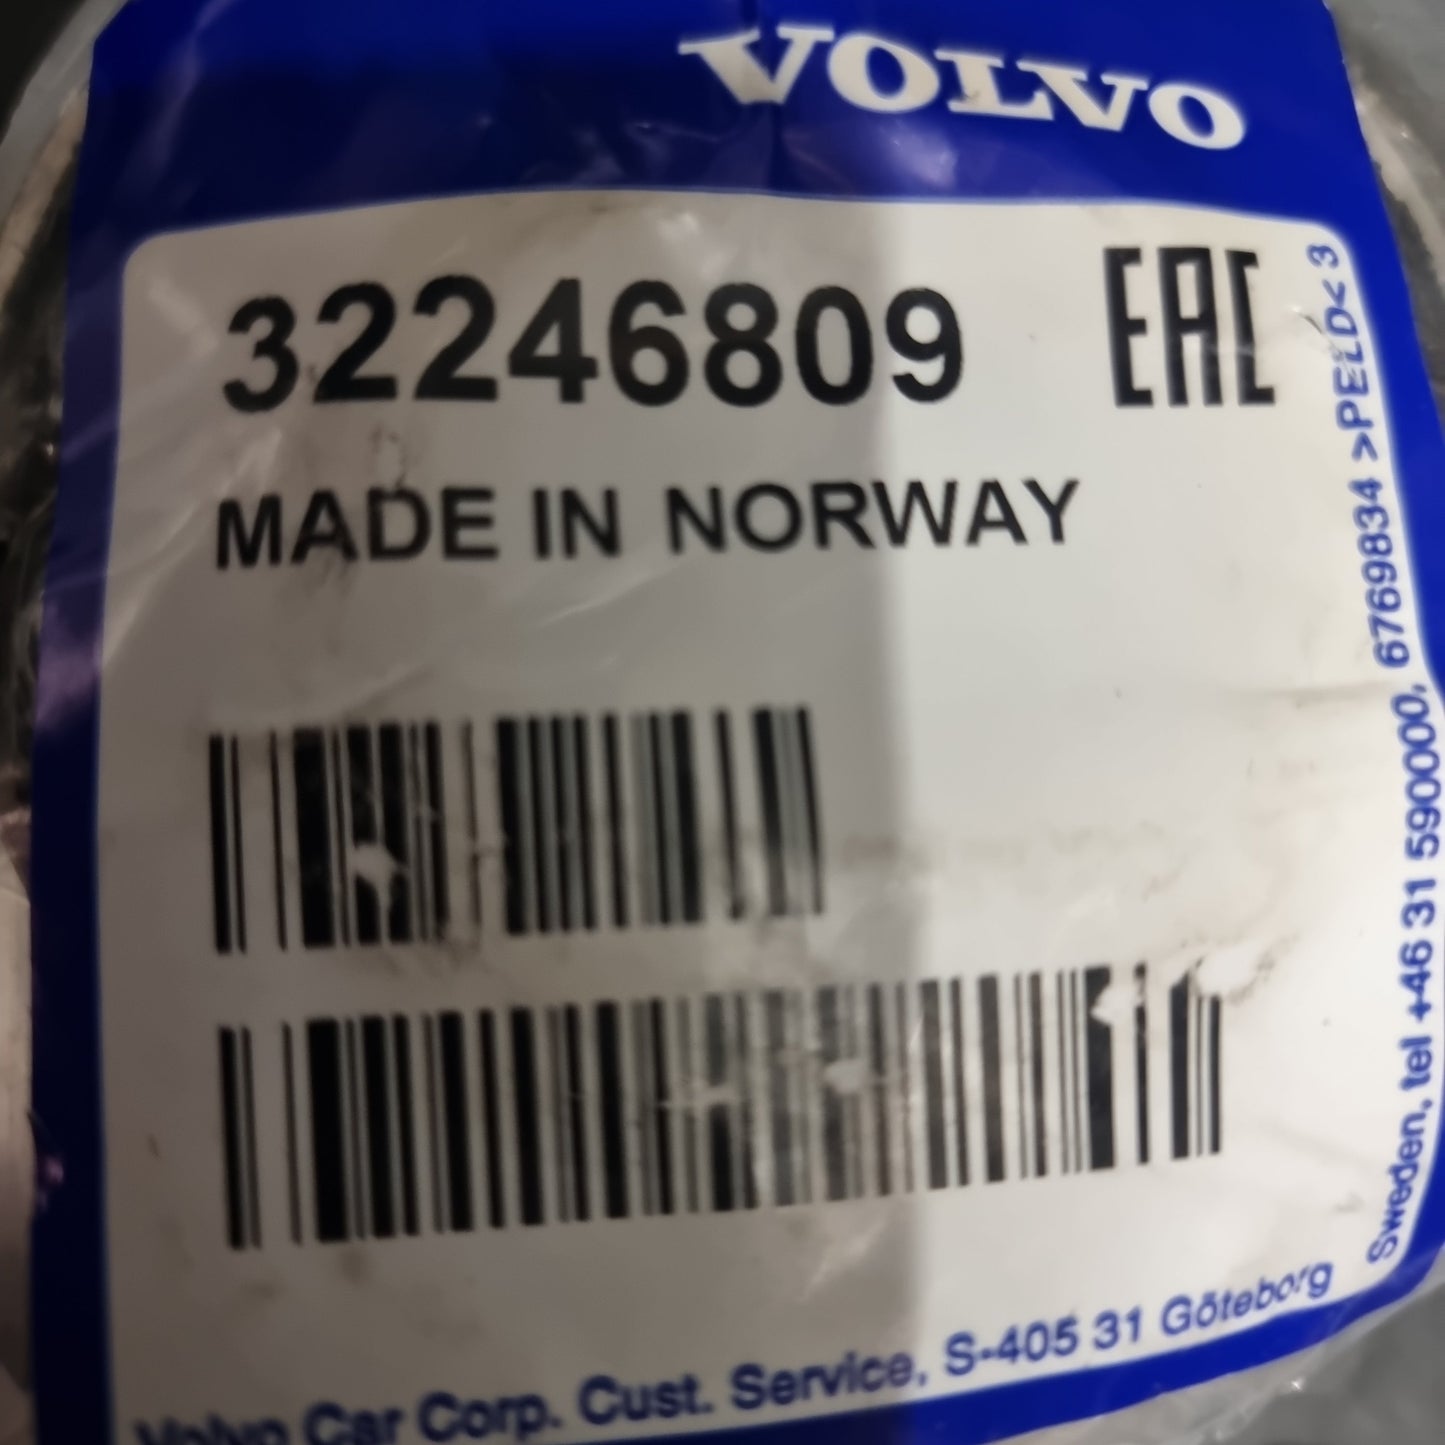 VOLVO
32246809
EAC
MADE IN NORWAY
Volvo Car Corp. Cust. Service, S-405 31 Göteborg
Sweden, tel +46 31 590000, 6769834 >PELD< 3